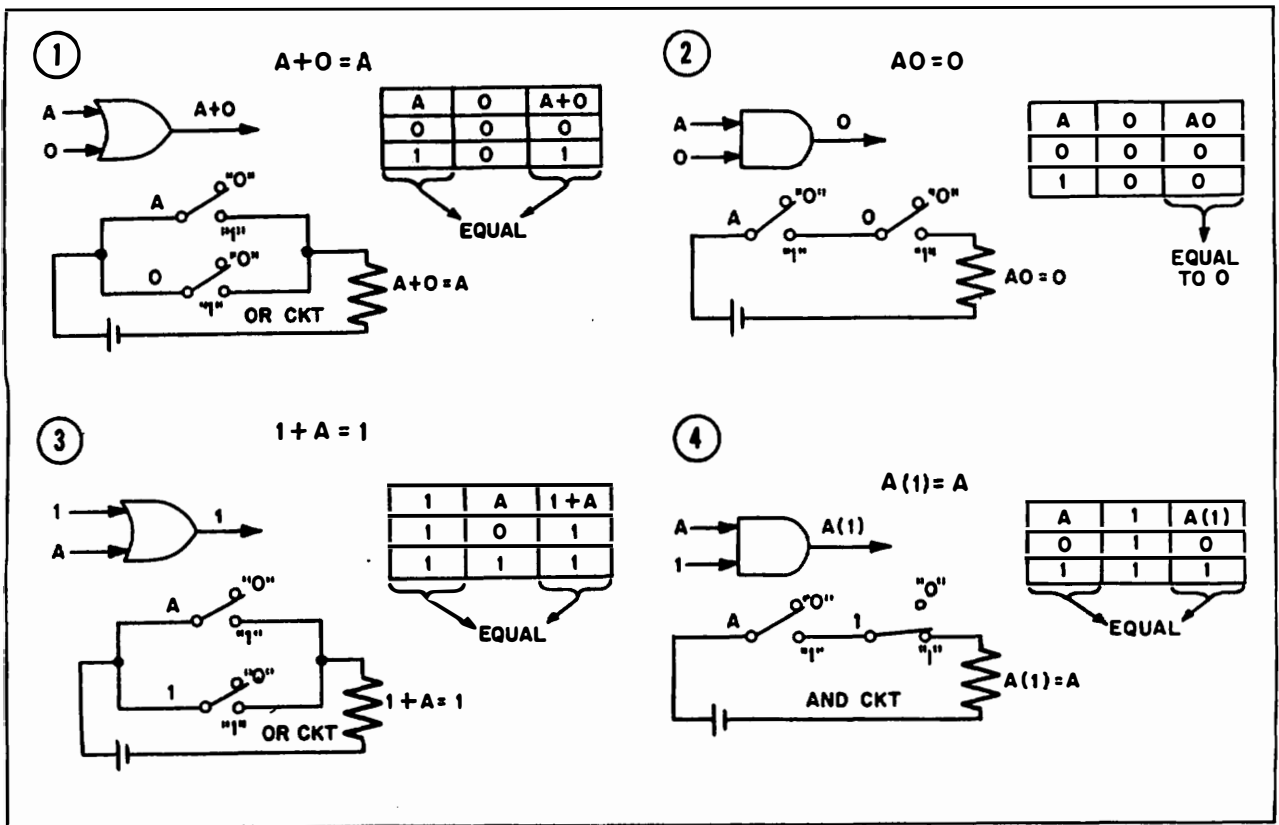 1
A+0=A
A
0
A+0
A 0 A+0
0 0 0
1 0 1
EQUAL
A
"0"
"1"
0
"0"
"1"
OR CKT
A+0=A
2
A0=0
A
0
0
A 0 A0
0 0 0
1 0 0
EQUAL
TO 0
A
"0"
"1"
0
"0"
"1"
A0=0
3
1+A=1
1
A
1
1 A 1+A
1 0 1
1 1 1
EQUAL
A
"0"
"1"
1
"0"
"1"
OR CKT
1+A=1
4
A(1)=A
A
1
A(1)
A 1 A(1)
0 1 0
1 1 1
EQUAL
A
"0"
"1"
1
"0"
"1"
AND CKT
A(1)=A